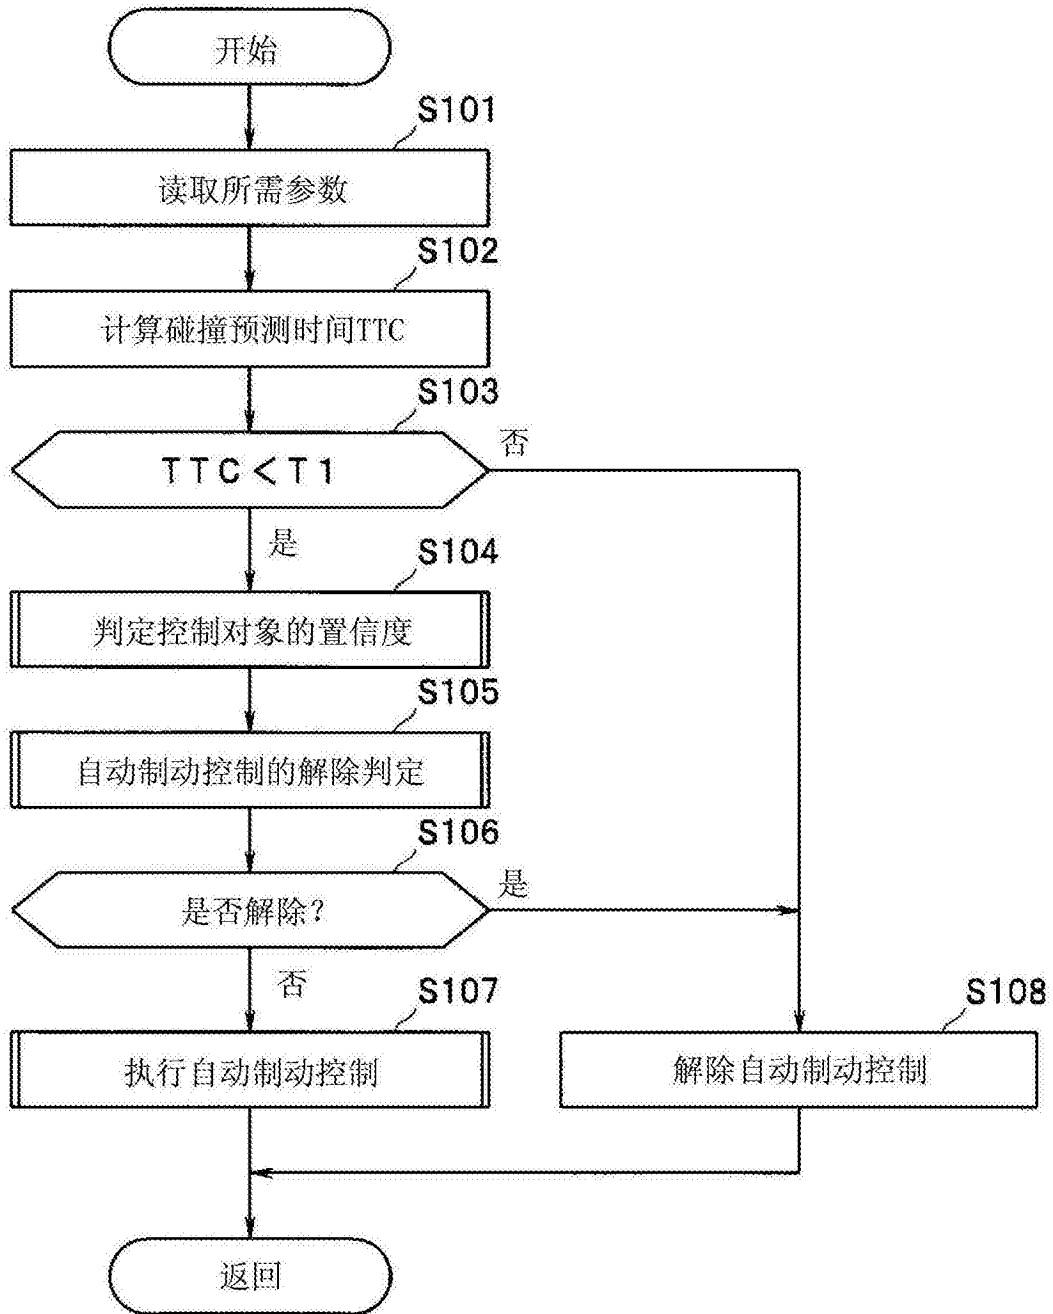 开始
S101
读取所需参数
S102
计算碰撞预测时间TTC
S103
TTC<T1
否
是
S104
判定控制对象的置信度
S105
自动制动控制的解除判定
S106
是否解除？
是
否
S107
执行自动制动控制
S108
解除自动制动控制
返回